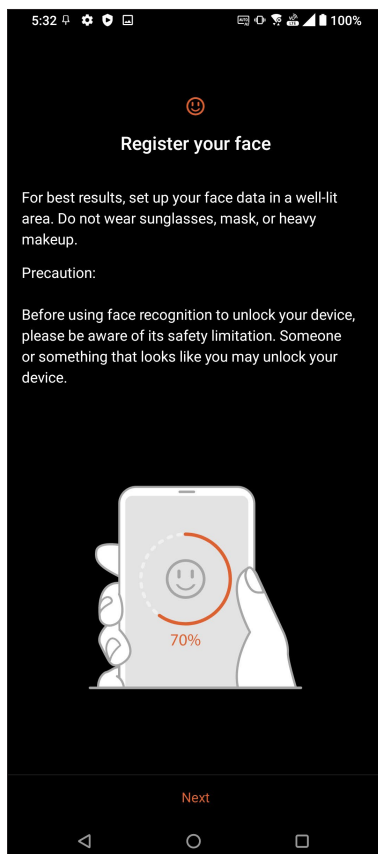 5:32
100%
Register your face
For best results, set up your face data in a well-lit
area. Do not wear sunglasses, mask, or heavy
makeup.
Precaution:
Before using face recognition to unlock your device,
please be aware of its safety limitation. Someone
or something that looks like you may unlock your
device.
70%
Next